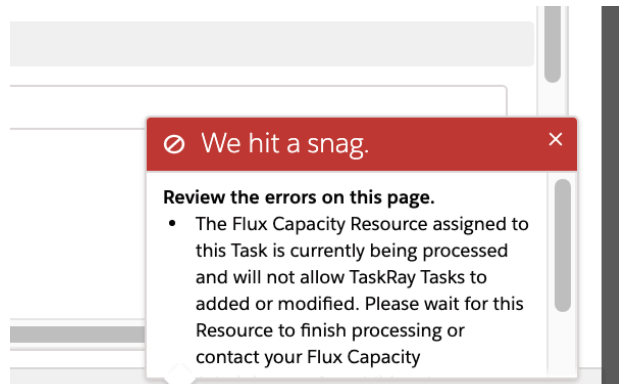 We hit a snag.
Review the errors on this page.
• The Flux Capacity Resource assigned to
this Task is currently being processed
and will not allow TaskRay Tasks to
added or modified. Please wait for this
Resource to finish processing or
contact your Flux Capacity